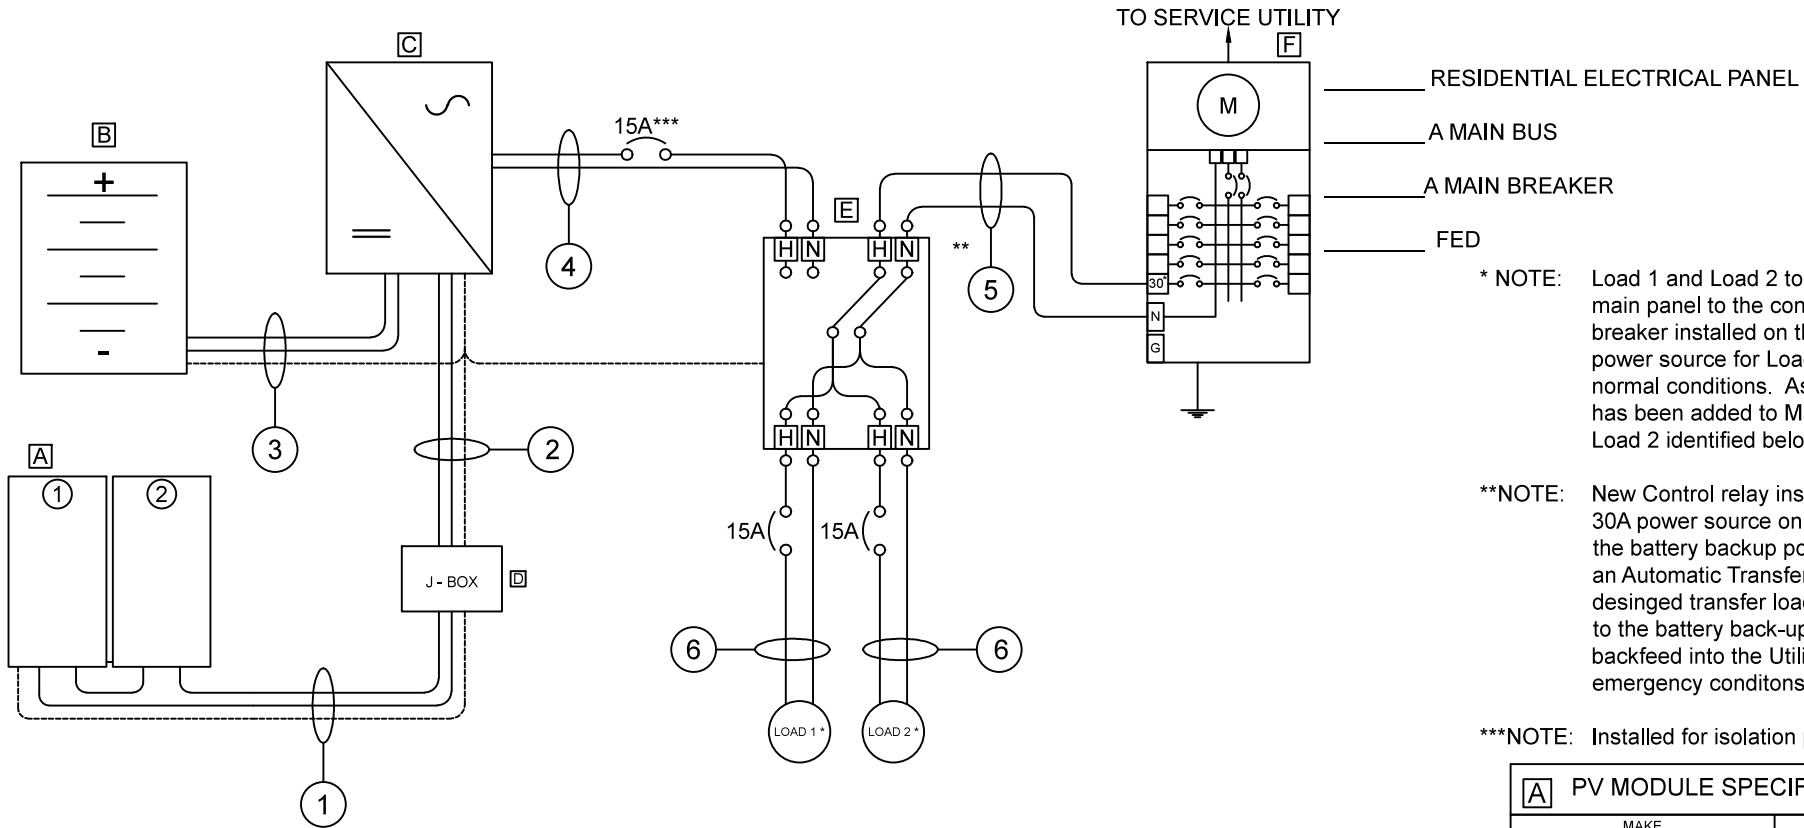 TO SERVICE UTILITY
C
F
RESIDENTIAL ELECTRICAL PANEL
M
15A***
B
A MAIN BUS
+
A MAIN BREAKER
E
H N H N
**
FED
4
5
30*
* NOTE: Load 1 and Load 2 to
main panel to the con
breaker installed on th
power source for Load
normal conditions. As
has been added to M
Load 2 identified belo
N
G
-
3
2
H N H N
A
1
2
**NOTE: New Control relay ins
30A power source on
the battery backup po
an Automatic Transfer
desinged transfer load
to the battery back-up
backfeed into the Utili
emergency conditons
15A
15A
J - BOX
D
6
6
LOAD 1 *
LOAD 2 *
***NOTE: Installed for isolation p
1
A PV MODULE SPECIF
MAKE